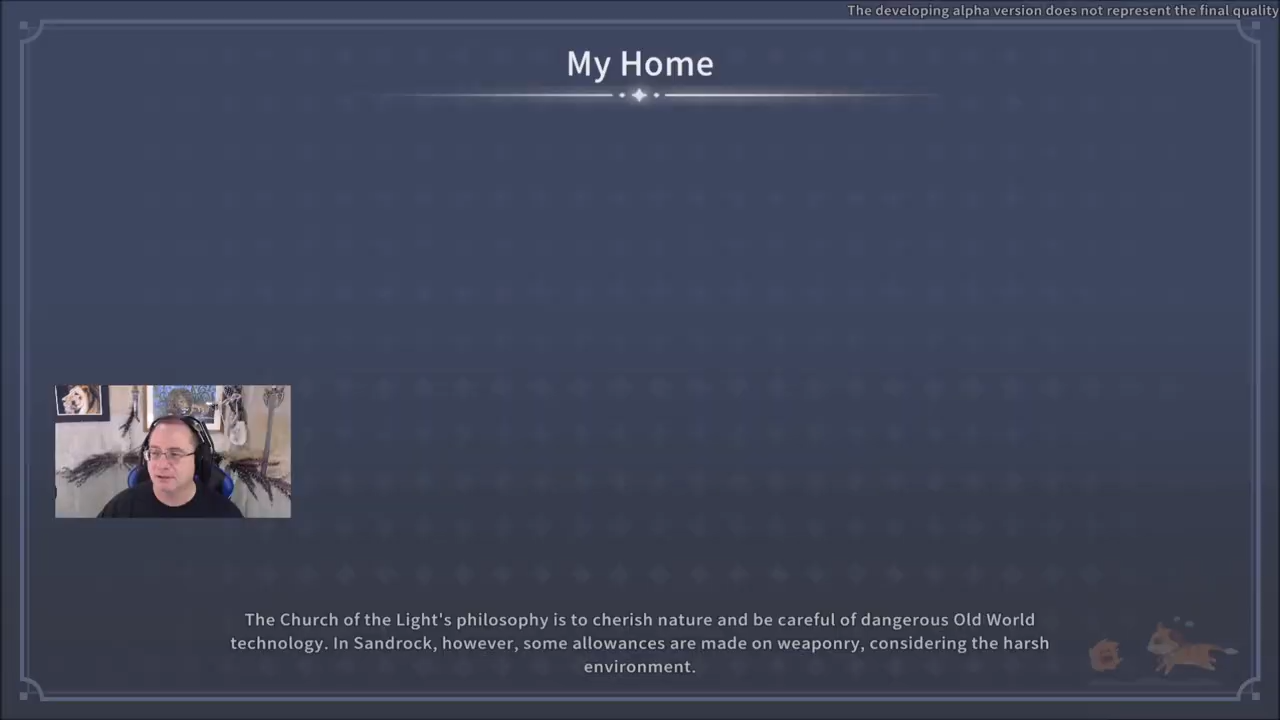 The developing alpha version does not represent the final quality
My Home
The Church of the Light's philosophy is to cherish nature and be careful of dangerous Old World
technology. In Sandrock, however, some allowances are made on weaponry, considering the harsh
environment.